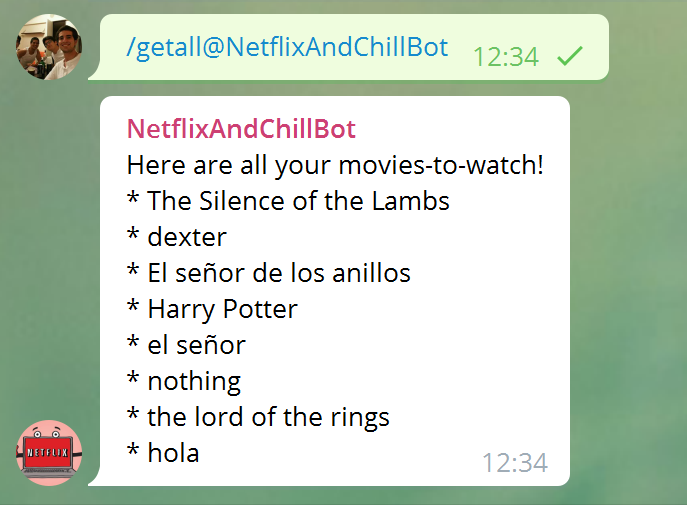 /getall@NetflixAndChillBot 12:34
NetflixAndChillBot
Here are all your movies-to-watch!
* The Silence of the Lambs
* dexter
* El señor de los anillos
* Harry Potter
* el señor
* nothing
* the lord of the rings
* hola
12:34
NETFLIX